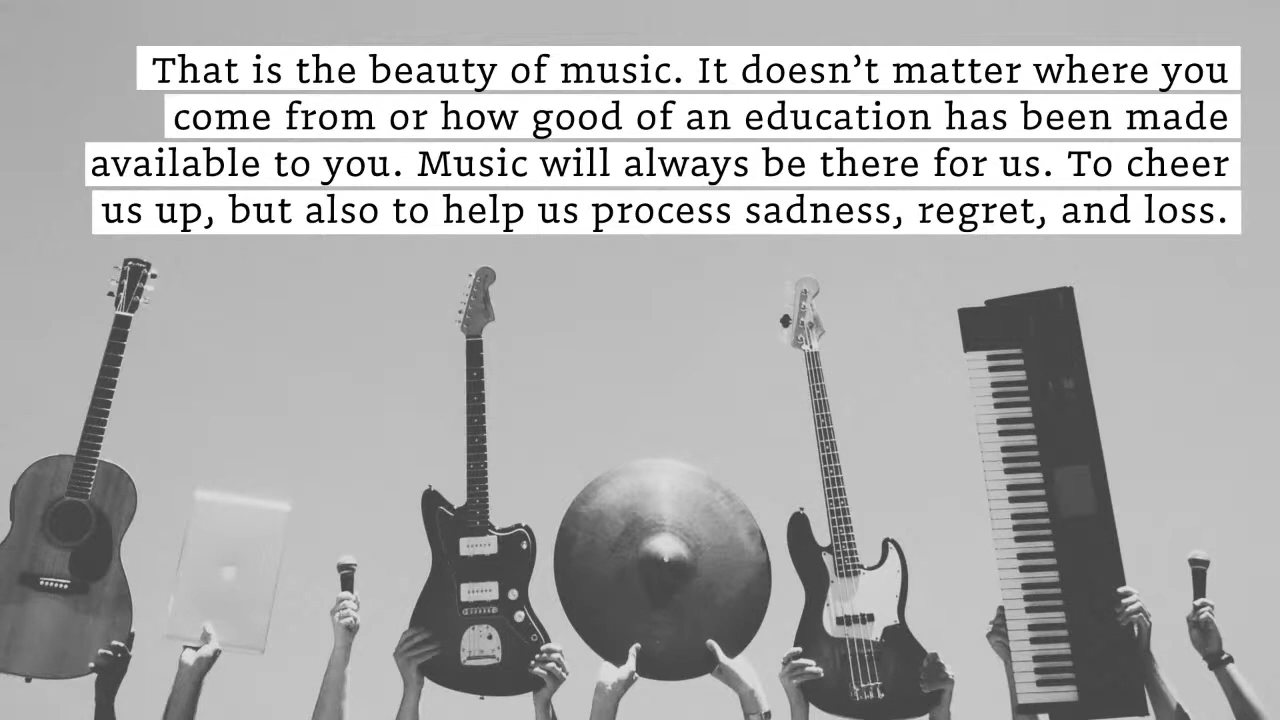 That is the beauty of music. It doesn’t matter where you
come from or how good of an education has been made
available to you. Music will always be there for us. To cheer
us up, but also to help us process sadness, regret, and loss.